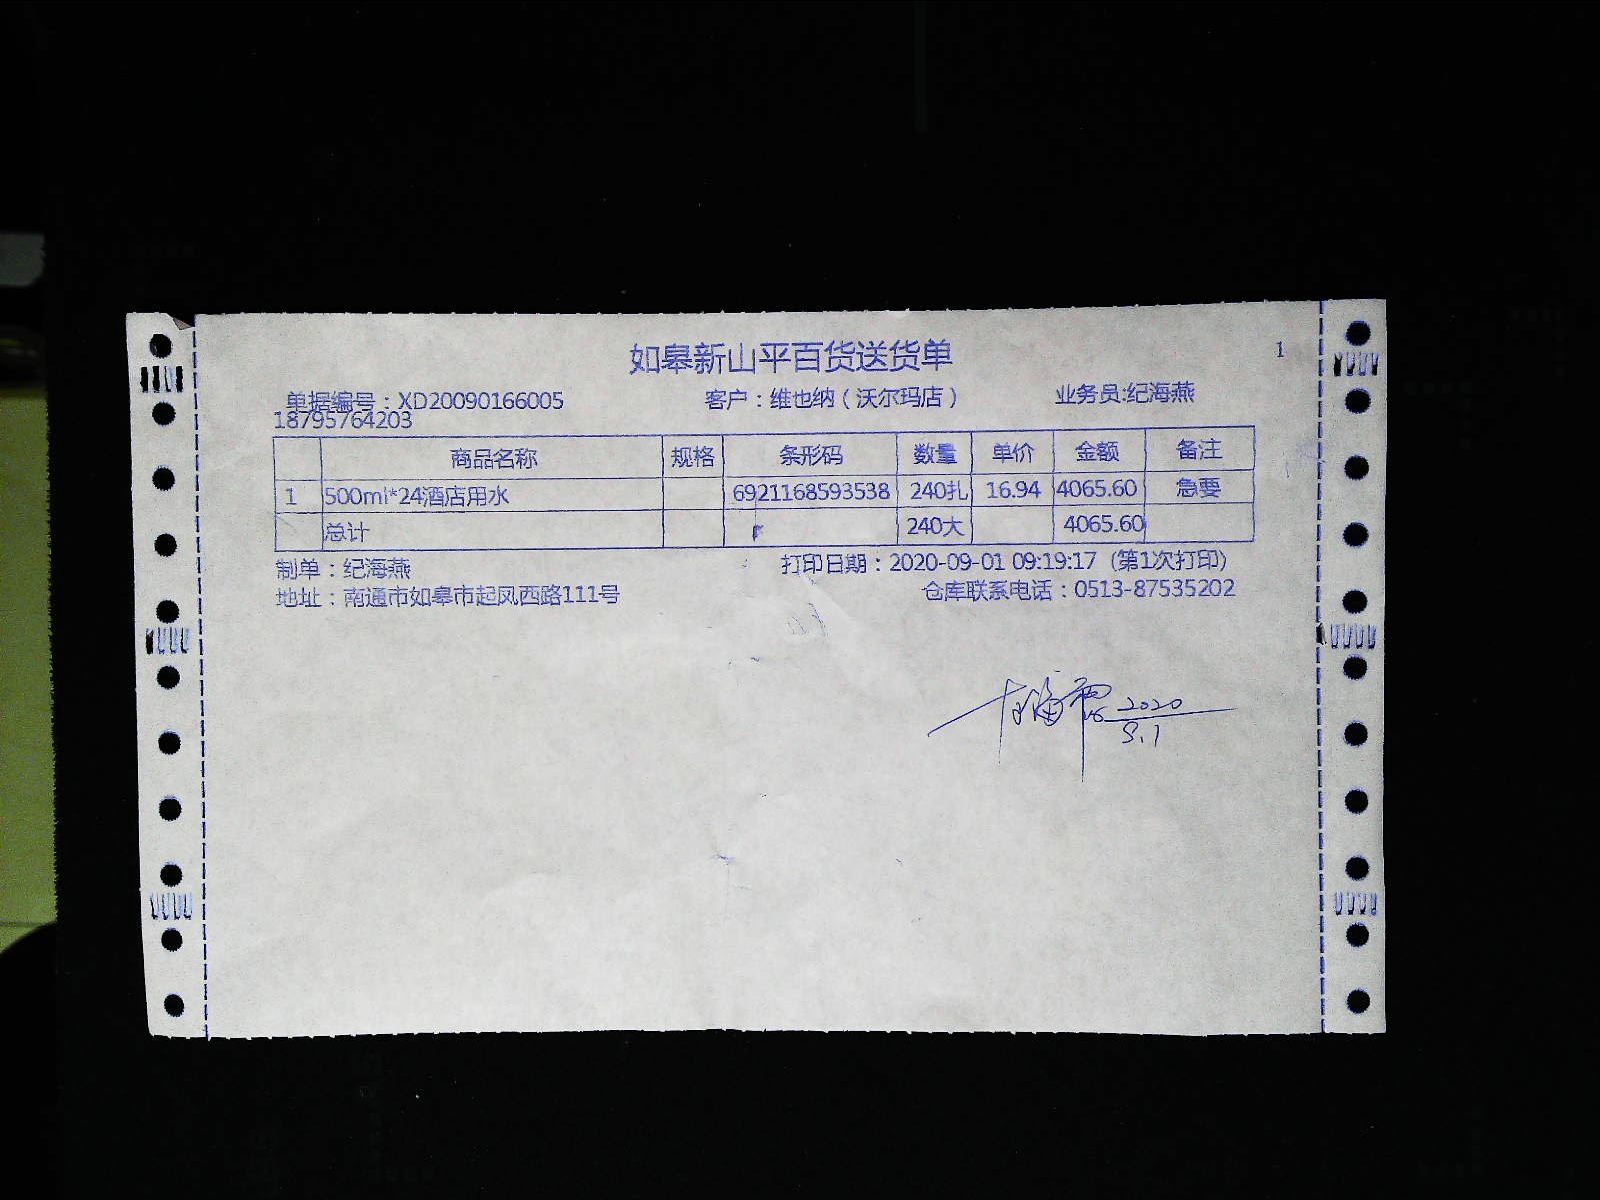 如皋新山平百货送货单
1
单据编号：XD20090166005 客户：维也纳（沃尔玛店） 业务员:纪海燕
18795764203
商品名称 规格 条形码 数量 单价 金额 备注
1 500ml*24酒店用水 6921168593538 240扎 16.94 4065.60 急要
总计 240大 4065.60
制单：纪海燕 打印日期：2020-09-01 09:19:17 (第1次打印)
地址：南通市如皋市起凤西路111号 仓库联系电话：0513-87535202
2020
9.1